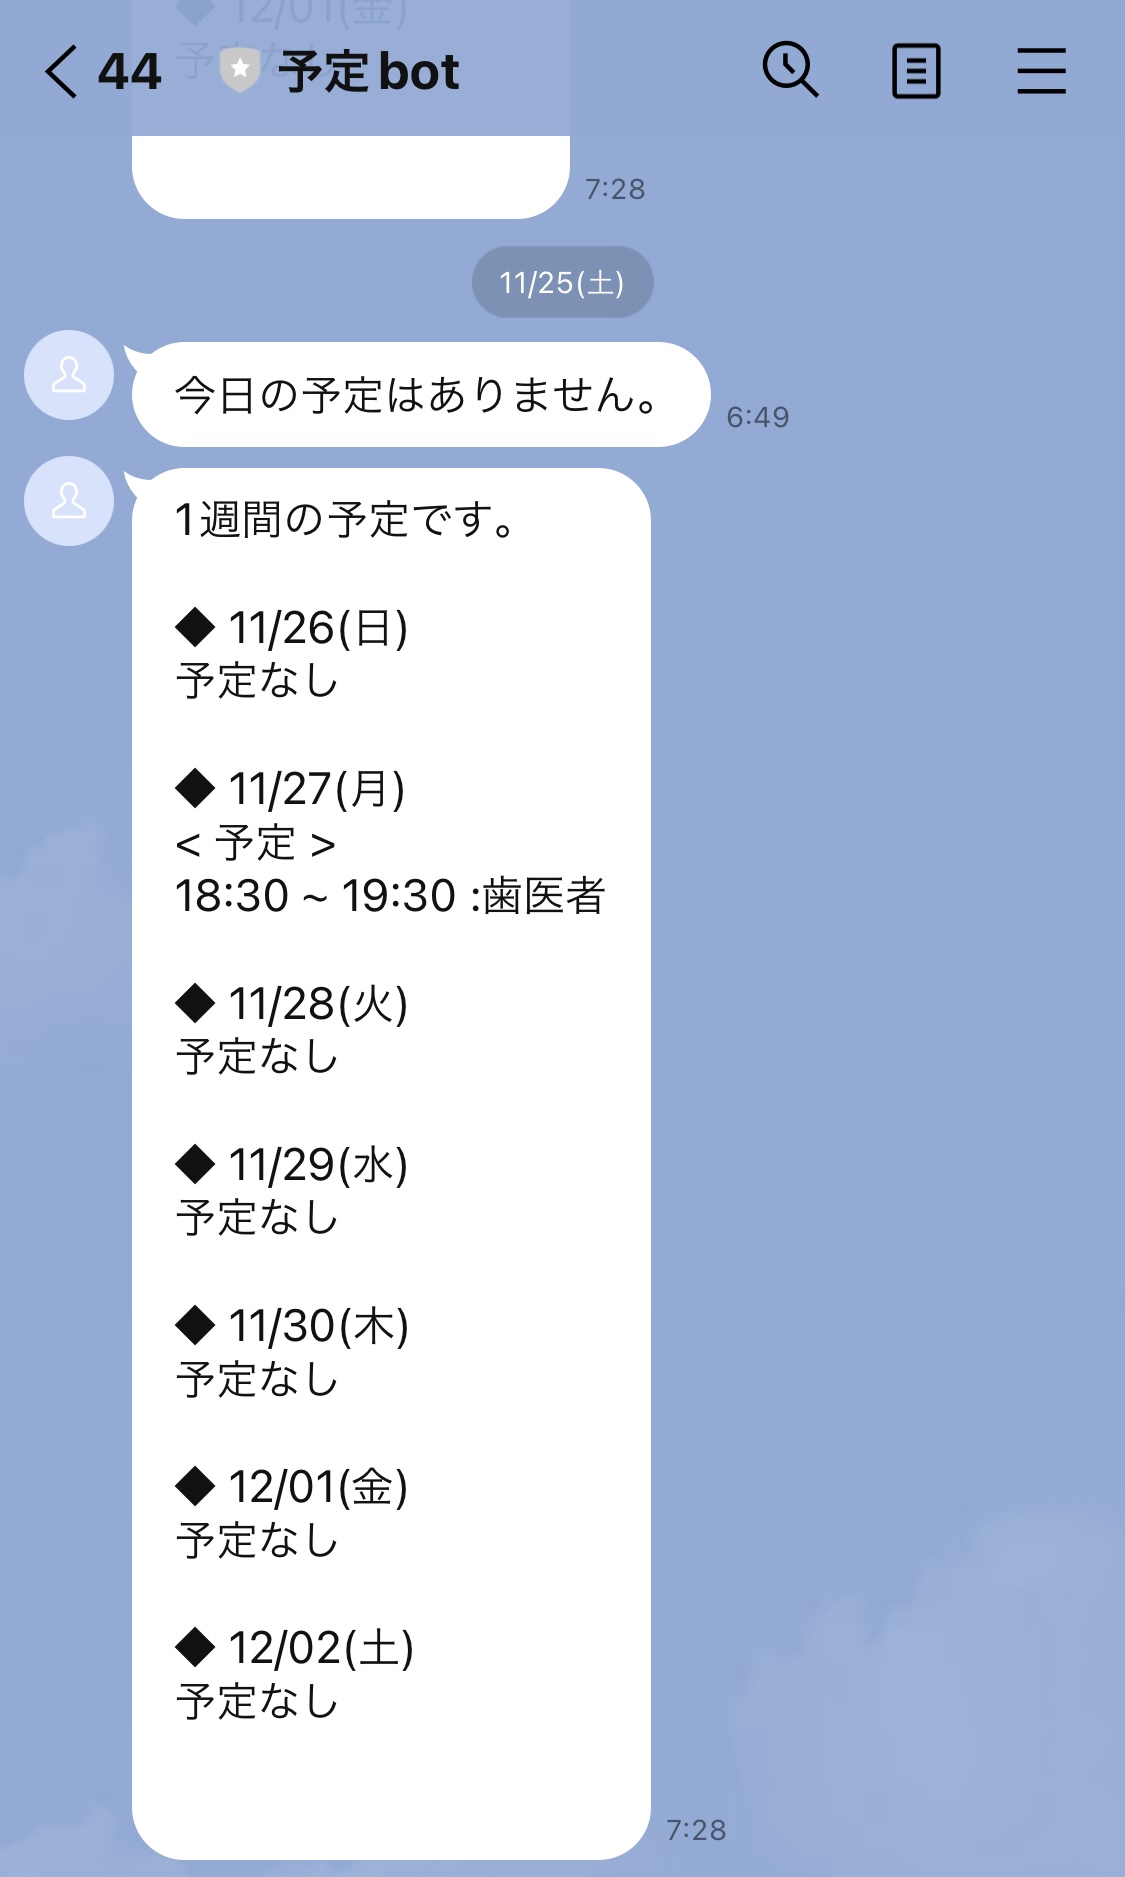 12/01(金)
予定なし
44 予定 bot
7:28
11/25(土)
今日の予定はありません。
6:49
1週間の予定です。
◆ 11/26(日)
予定なし
◆ 11/27(月)
< 予定 >
18:30 ~ 19:30 :歯医者
◆ 11/28(火)
予定なし
◆ 11/29(水)
予定なし
◆ 11/30(木)
予定なし
◆ 12/01(金)
予定なし
◆ 12/02(土)
予定なし
7:28